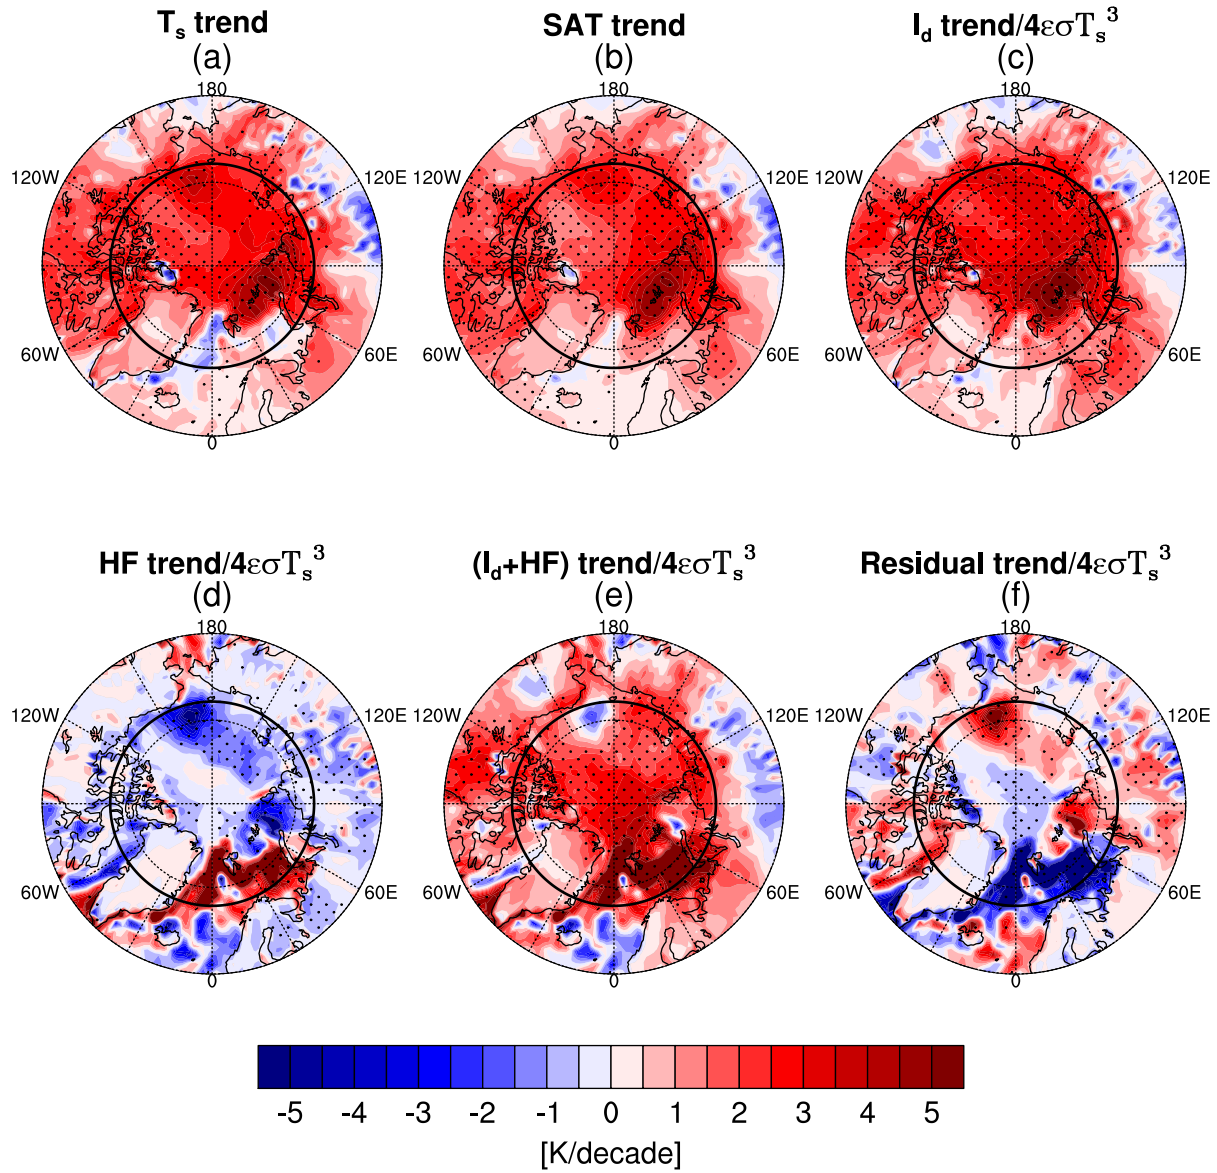 Tₛ trend
SAT trend
I_d trend/4εσTₛ³
(a)
(b)
(c)
180
180
180
120W
120E
120W
120E
120W
120E
60W
60E
60W
60E
60W
60E
0
0
0
HF trend/4εσTₛ³
(I_d+HF) trend/4εσTₛ³
Residual trend/4εσTₛ³
(d)
(e)
(f)
180
180
180
120W
120E
120W
120E
120W
120E
60W
60E
60W
60E
60W
60E
0
0
0
-5 -4 -3 -2 -1 0 1 2 3 4 5
[K/decade]